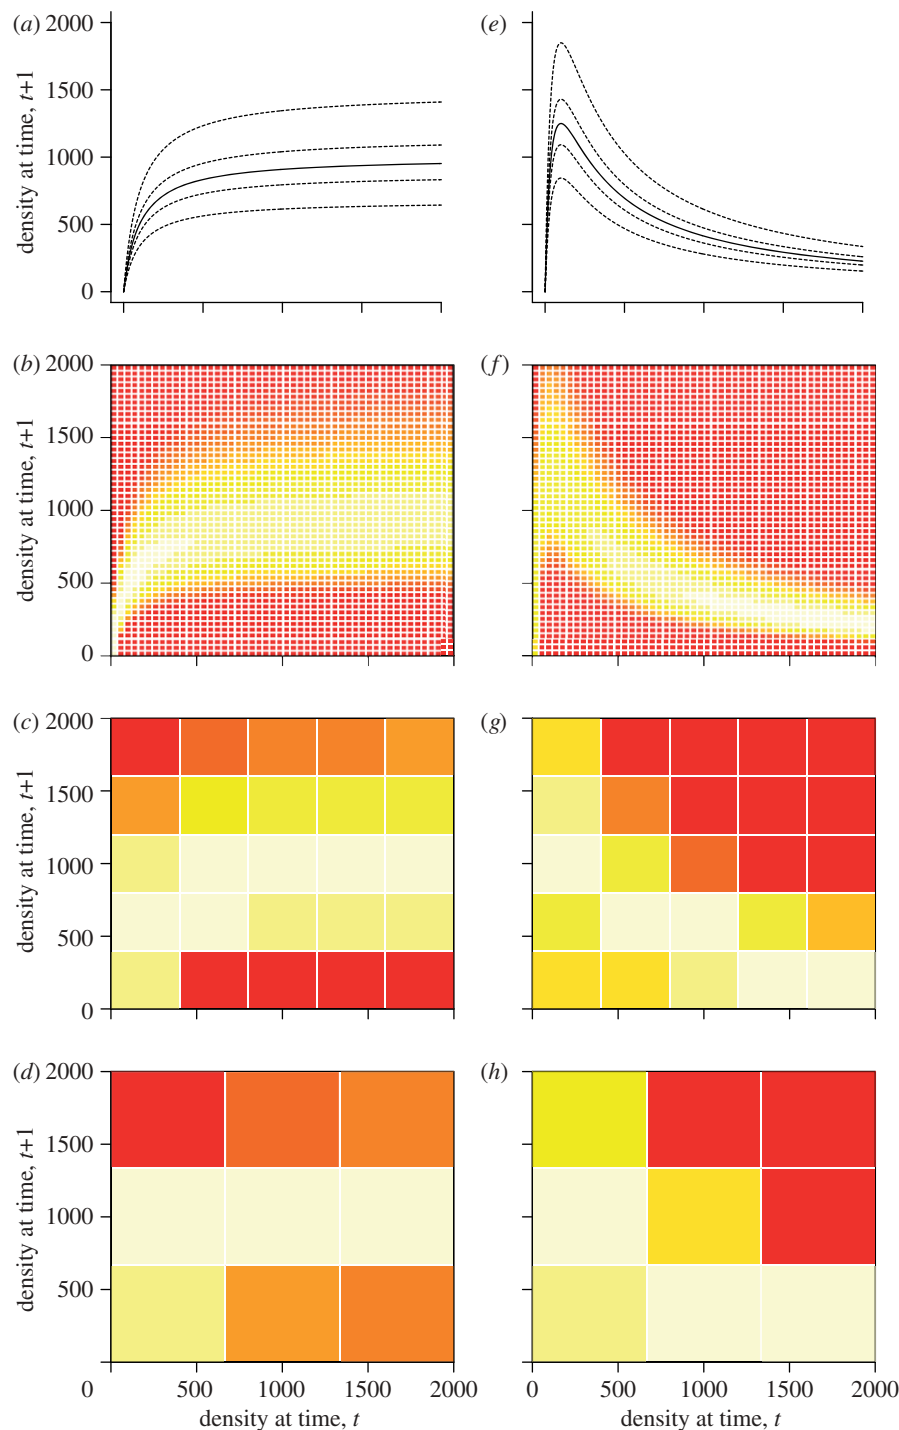 (a) 2000
1500
1000
500
0
density at time, t+1
(e)
(b) 2000
1500
1000
500
0
density at time, t+1
(f)
(c) 2000
1500
1000
500
0
density at time, t+1
(g)
(d) 2000
1500
1000
500
density at time, t+1
(h)
0 500 1000 1500 2000
density at time, t
0 500 1000 1500 2000
density at time, t